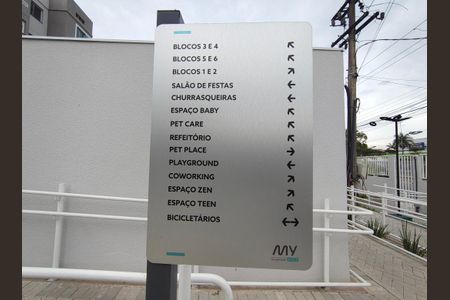 BLOCOS 3 E 4
BLOCOS 5 E 6
BLOCOS 1 E 2
SALÃO DE FESTAS
CHURRASQUEIRAS
ESPAÇO BABY
PET CARE
REFEITÓRIO
PET PLACE
PLAYGROUND
COWORKING
ESPAÇO ZEN
ESPAÇO TEEN
BICICLETÁRIOS
MY